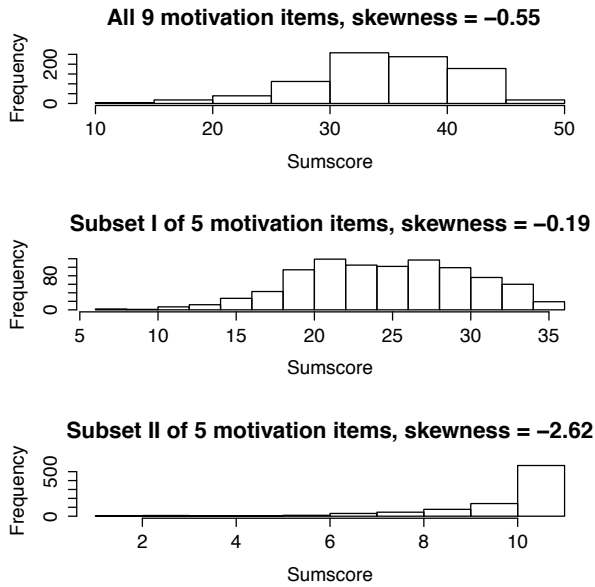 All 9 motivation items, skewness = −0.55
Frequency
0 200
10 20 30 40 50
Sumscore
Subset I of 5 motivation items, skewness = −0.19
Frequency
0 80
5 10 15 20 25 30 35
Sumscore
Subset II of 5 motivation items, skewness = −2.62
Frequency
0 500
2 4 6 8 10
Sumscore